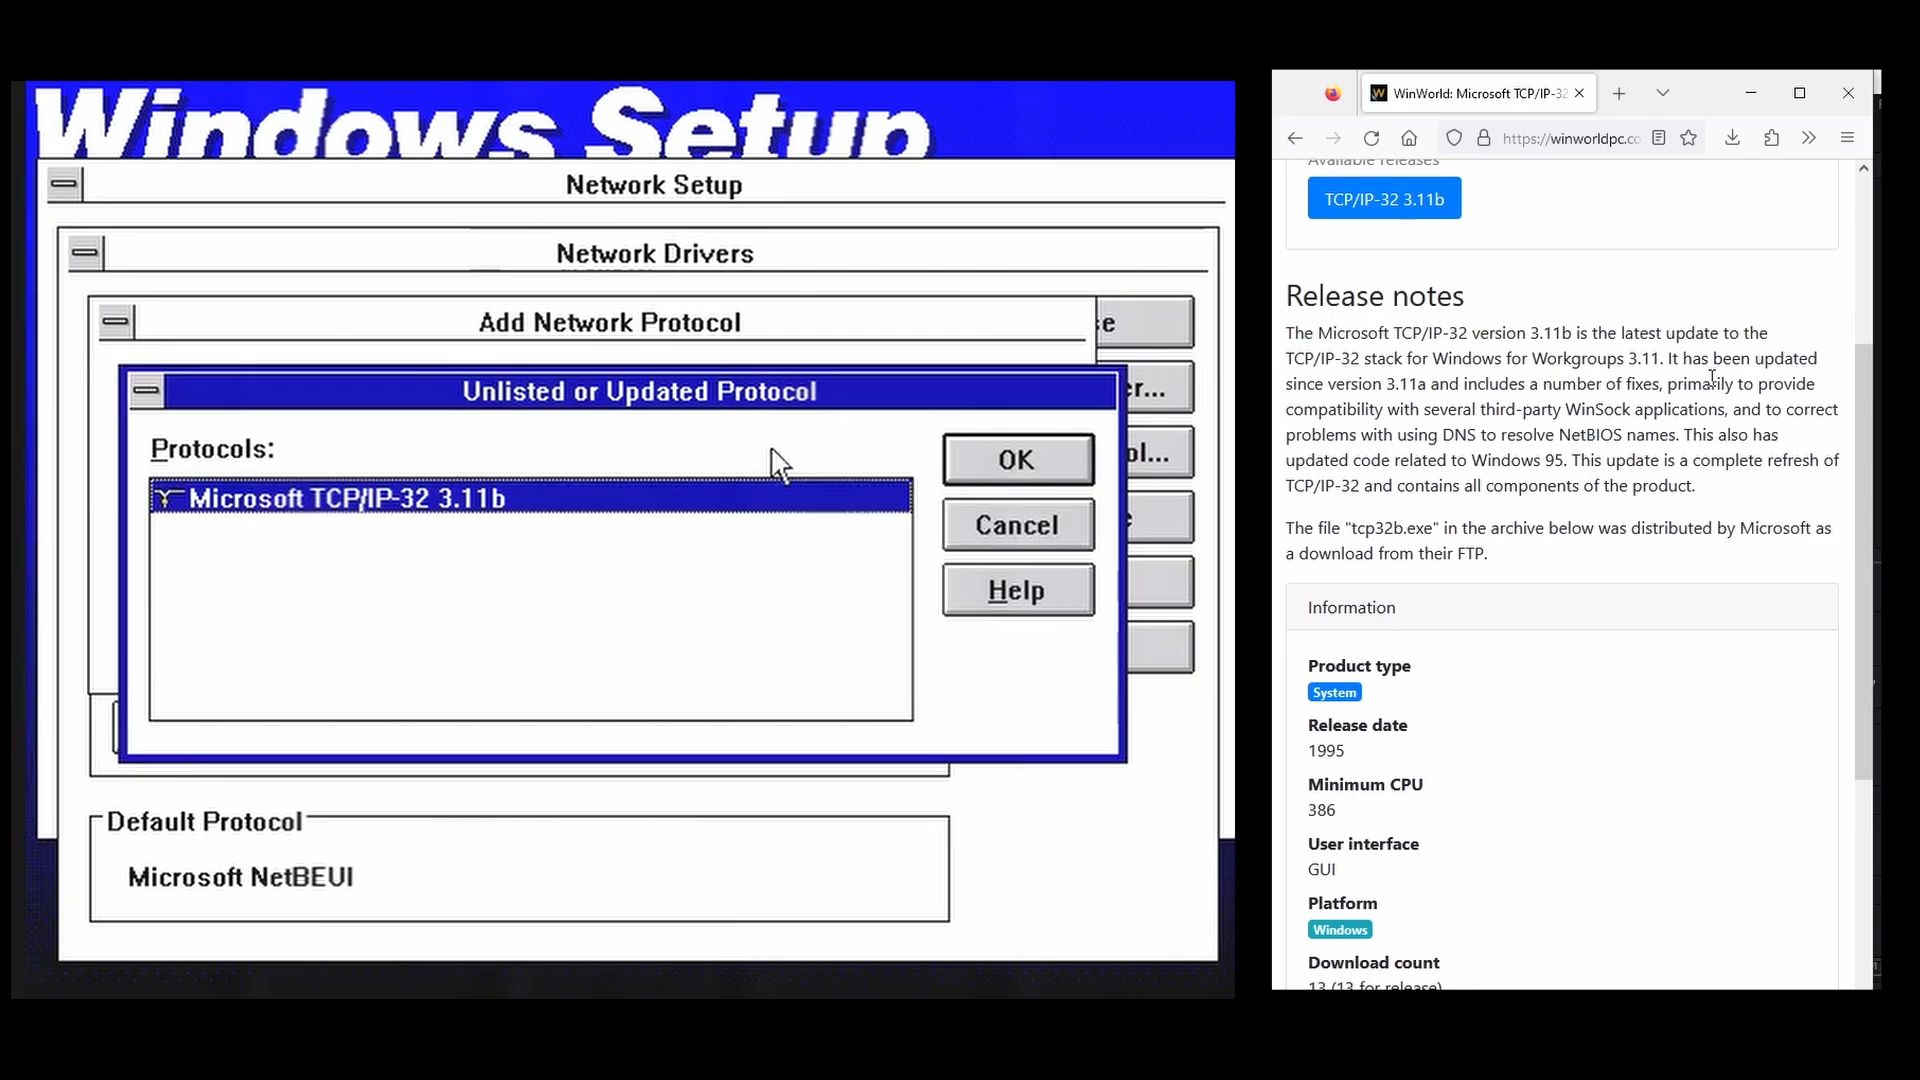 Windows Setup
Network Setup
Network Drivers
Add Network Protocol
Unlisted or Updated Protocol
Protocols:
Microsoft TCP/IP-32 3.11b
OK
Cancel
Help
Default Protocol
Microsoft NetBEUI
WinWorld: Microsoft TCP/IP-32
https://winworldpc.co
Available releases
TCP/IP-32 3.11b
Release notes
The Microsoft TCP/IP-32 version 3.11b is the latest update to the
TCP/IP-32 stack for Windows for Workgroups 3.11. It has been updated
since version 3.11a and includes a number of fixes, primarily to provide
compatibility with several third-party WinSock applications, and to correct
problems with using DNS to resolve NetBIOS names. This also has
updated code related to Windows 95. This update is a complete refresh of
TCP/IP-32 and contains all components of the product.
The file "tcp32b.exe" in the archive below was distributed by Microsoft as
a download from their FTP.
Information
Product type
System
Release date
1995
Minimum CPU
386
User interface
GUI
Platform
Windows
Download count
13 (13 for release)